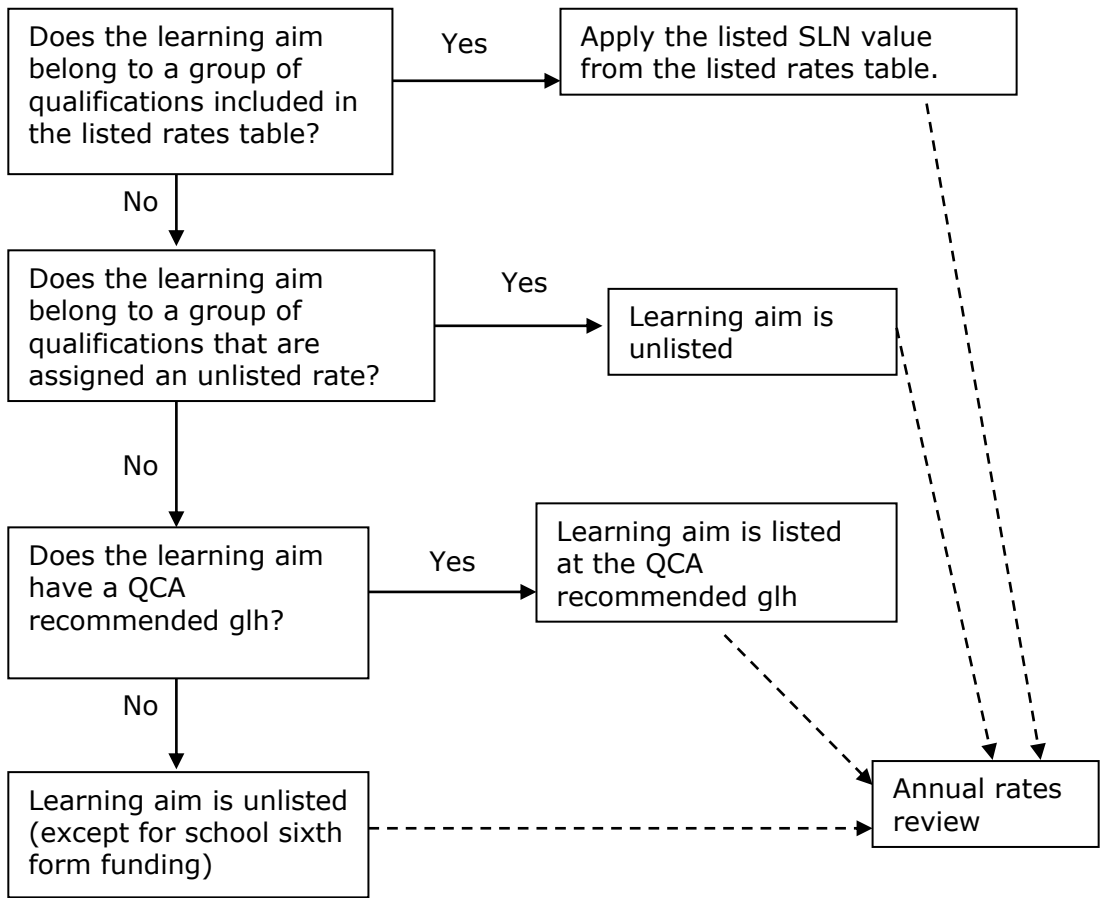 Does the learning aim
belong to a group of
qualifications included in
the listed rates table?
Yes
Apply the listed SLN value
from the listed rates table.
No
Does the learning aim
belong to a group of
qualifications that are
assigned an unlisted rate?
Yes
Learning aim is
unlisted
No
Does the learning aim
have a QCA
recommended glh?
Yes
Learning aim is listed
at the QCA
recommended glh
No
Learning aim is unlisted
(except for school sixth
form funding)
Annual rates
review